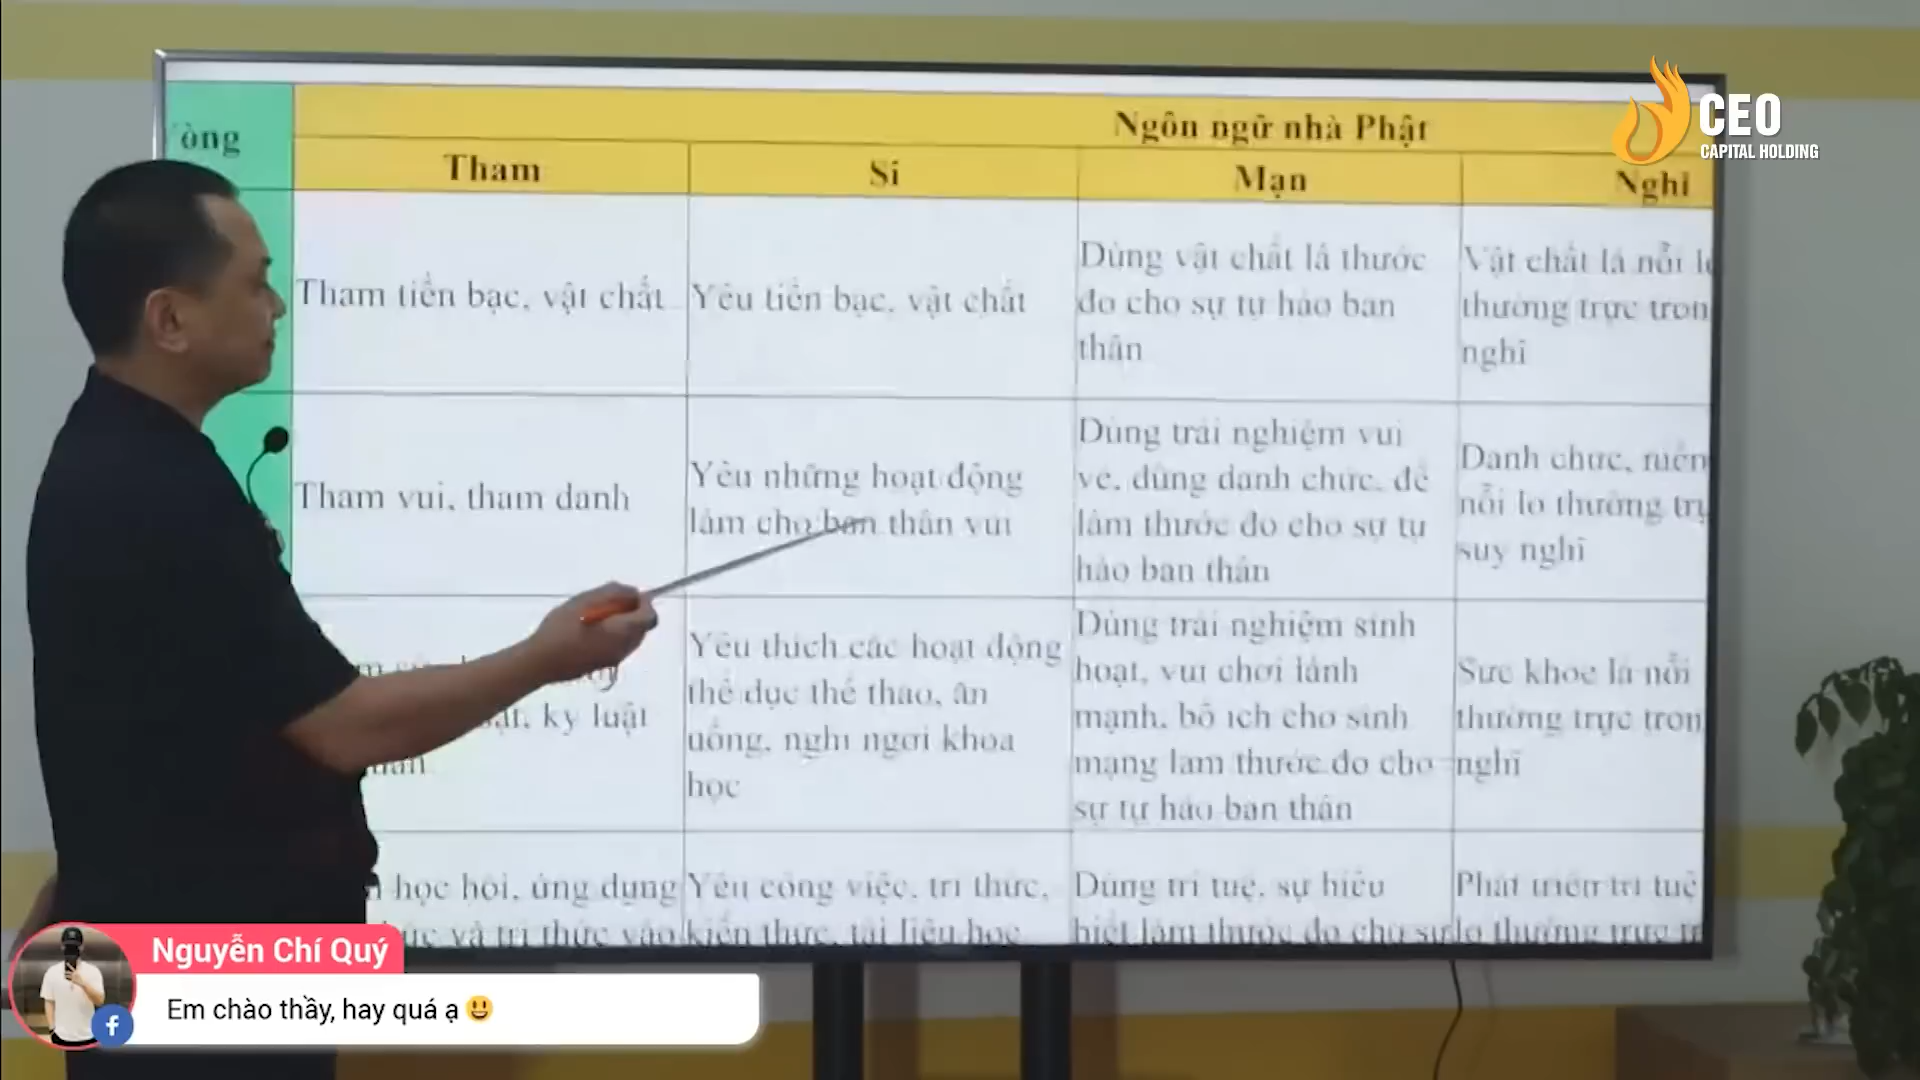 CEO
CAPITAL HOLDING
Ngôn ngữ nhà Phật
òng
Tham
Si
Mạn
Nghi
Tham tiền bạc, vật chất
Yêu tiền bạc, vật chất
Dùng vật chất là thước
đo cho sự tự hào bản
thân
Vật chất là nỗi l
thường trực tron
nghĩ
Tham vui, tham danh
Yêu những hoạt động
làm cho bản thân vui
Dùng trải nghiệm vui
vẻ, dùng danh chức, để
làm thước đo cho sự tự
hào bản thân
Danh chức, niền
nỗi lo thường trự
suy nghĩ
kỷ luật
Yêu thích các hoạt động
thể dục thể thao, ăn
uống, nghỉ ngơi khoa
học
Dùng trải nghiệm sinh
hoạt, vui chơi lành
mạnh, bổ ích cho sinh
mạng làm thước đo cho
sự tự hào bản thân
Sức khoẻ là nỗi
thường trực tron
nghĩ
học hỏi, ứng dụng
và tri thức vào
Yêu công việc, tri thức,
kiến thức, tài liệu học
Dùng trí tuệ, sự hiểu
biết làm thước đo cho sự
Phát triển trí tuệ
lo thường trực tr
Nguyễn Chí Quý
Em chào thầy, hay quá ạ 😃